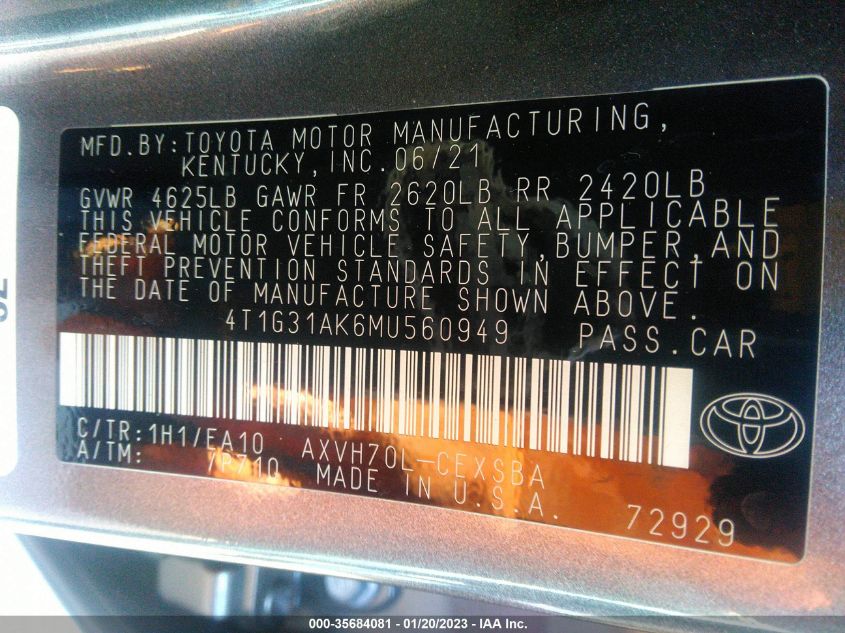 MFD.BY:TOYOTA MOTOR MANUFACTURING,
KENTUCKY,INC.06/21
GVWR 4625LB GAWR FR 2620LB RR 2420LB
THIS VEHICLE CONFORMS TO ALL APPLICABLE
FEDERAL MOTOR VEHICLE SAFETY,BUMPER,AND
THEFT PREVENTION STANDARDS IN EFFECT ON
THE DATE OF MANUFACTURE SHOWN ABOVE.
4T1G31AK6MU560949 PASS.CAR
C/TR:1H1/EA10 AXVH70L-CEXSBA
A/TM: MADE IN U.S.A.
72929
000-35684081 - 01/20/2023 - IAA Inc.